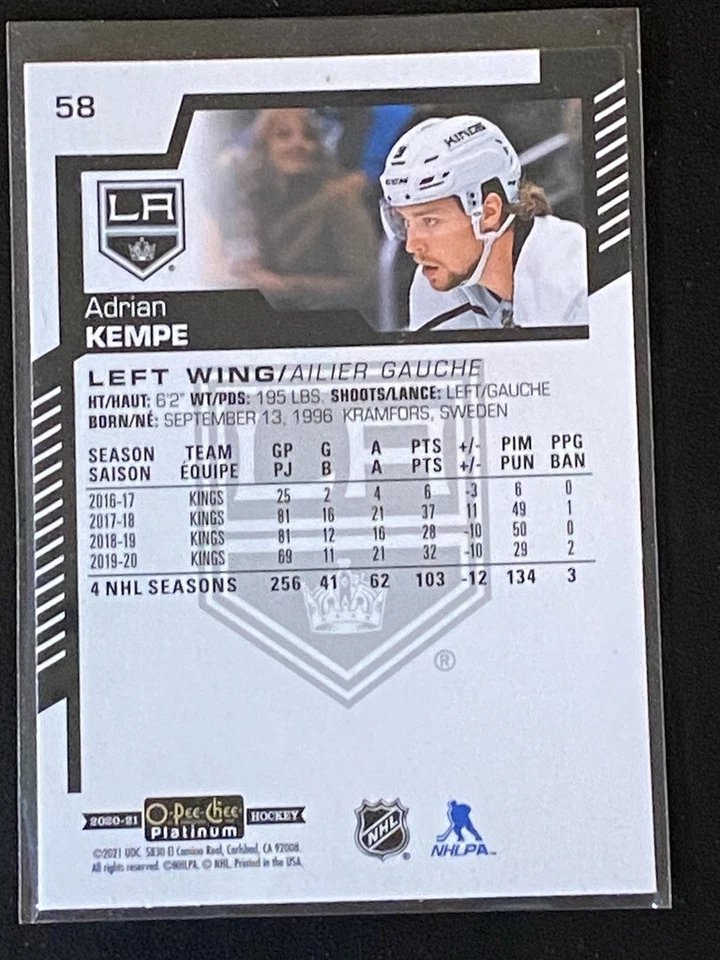 58
KINGS
9
CCM
LA
®
Adrian
KEMPE
LEFT WING/AILIER GAUCHE
HT/HAUT: 6'2" WT/PDS: 195 LBS. SHOOTS/LANCE: LEFT/GAUCHE
BORN/NÉ: SEPTEMBER 13, 1996 KRAMFORS, SWEDEN
SEASON TEAM GP G A PTS +/- PIM PPG
SAISON ÉQUIPE PJ B A PTS +/- PUN BAN
2016-17 KINGS 25 2 4 6 -3 6 0
2017-18 KINGS 81 16 21 37 11 49 1
2018-19 KINGS 81 12 16 28 -10 50 0
2019-20 KINGS 69 11 21 32 -10 29 2
4 NHL SEASONS 256 41 62 103 -12 134 3
LA
®
2020-21 O-Pee-Chee HOCKEY
Platinum
NHL
®
NHLPA™
©2021 UDC. 5830 El Camino Real, Carlsbad, CA 92008.
All rights reserved. ©NHLPA. © NHL. Printed in the USA.